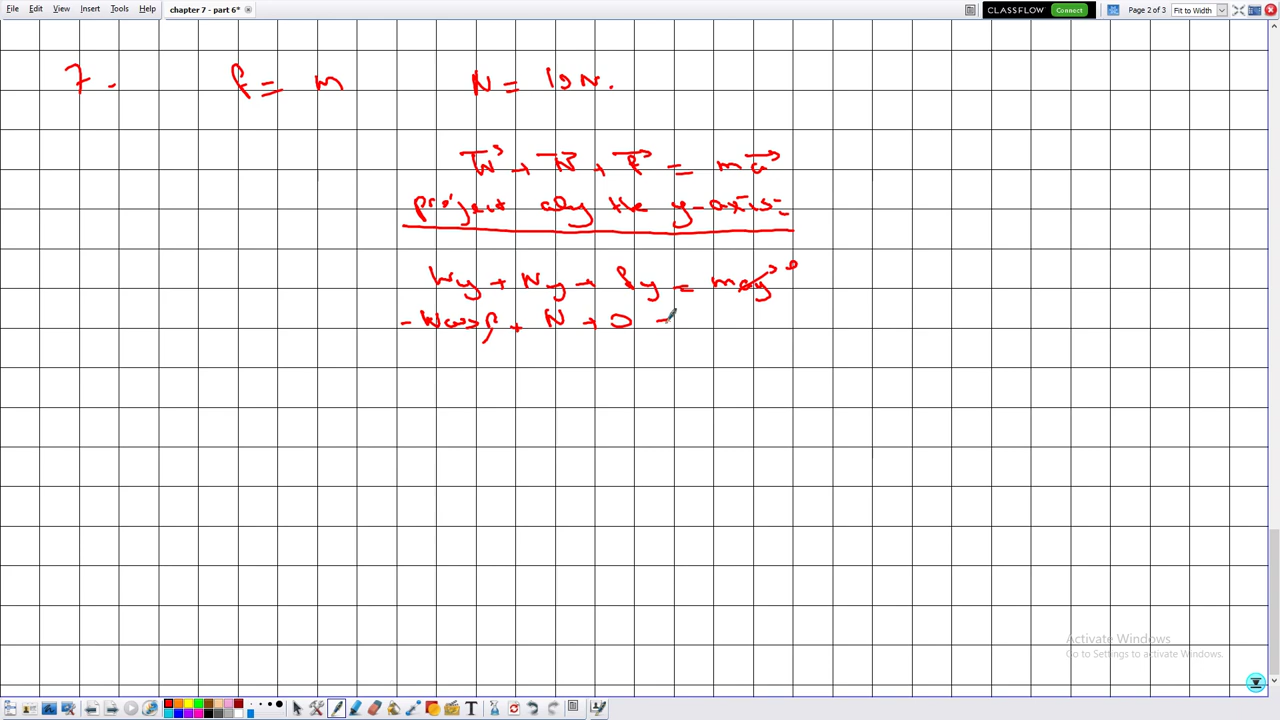 File Edit View Insert Tools Help chapter 7 - part 6* CLASSFLOW Connect Page 2 of 3 Fit to Width
7 - f = m N = 19 N.
W + N + f = m a
project along the y-axis:
Wy + Ny + fy = may 0
- W cos β + N + 0 =
Activate Windows
Go to Settings to activate Windows.